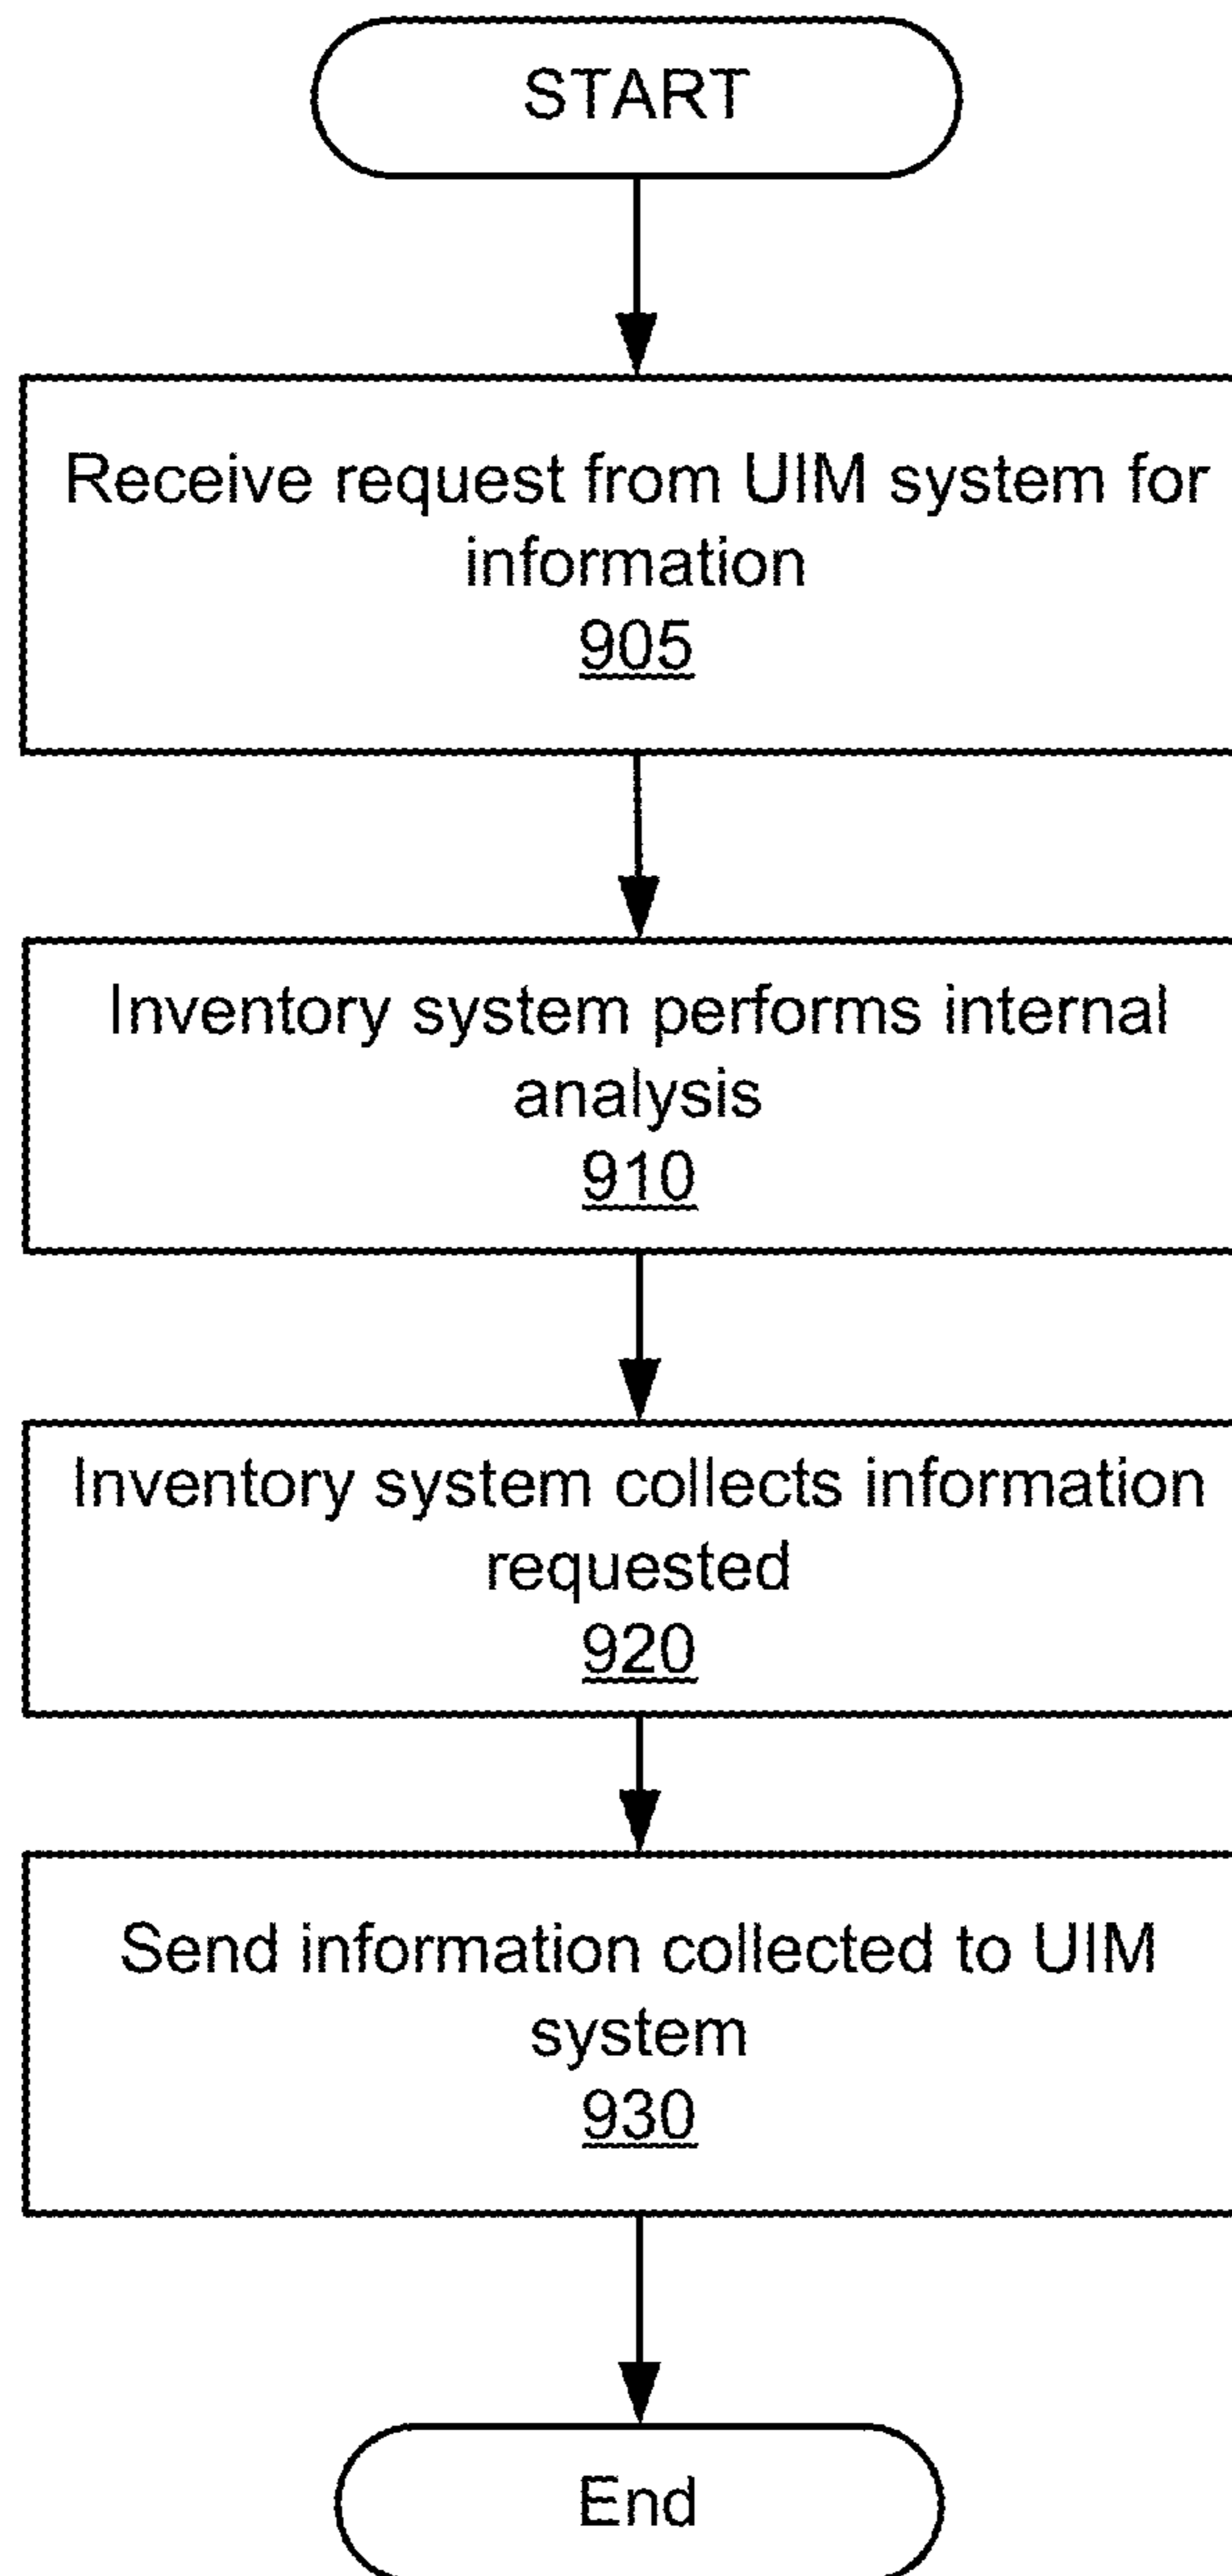 START
Receive request from UIM system for
information
905
Inventory system performs internal
analysis
910
Inventory system collects information
requested
920
Send information collected to UIM
system
930
End